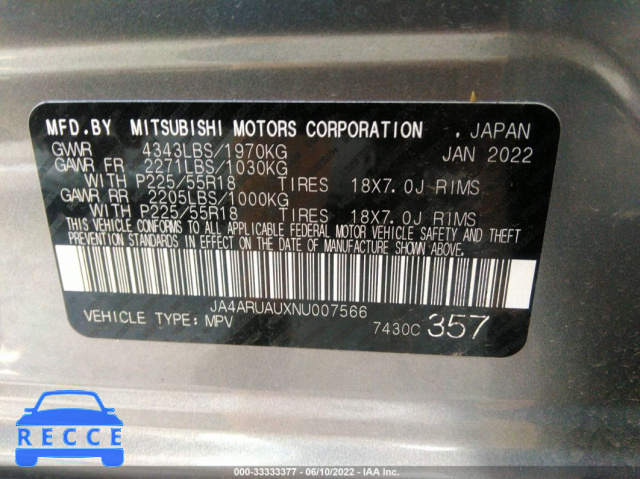 MFD.BY MITSUBISHI MOTORS CORPORATION . JAPAN
GVWR 4343LBS/1970KG JAN 2022
GAWR FR 2271LBS/1030KG
WITH P225/55R18 TIRES 18X7.0J RIMS
GAWR RR 2205LBS/1000KG
WITH P225/55R18 TIRES 18X7.0J RIMS
THIS VEHICLE CONFORMS TO ALL APPLICABLE FEDERAL MOTOR VEHICLE SAFETY AND THEFT
PREVENTION STANDARDS IN EFFECT ON THE DATE OF MANUFACTURE SHOWN ABOVE.
JA4ARUAUXNU007566
VEHICLE TYPE:MPV 7430C 357
RECCE
000-33333377 - 06/10/2022 - IAA Inc.